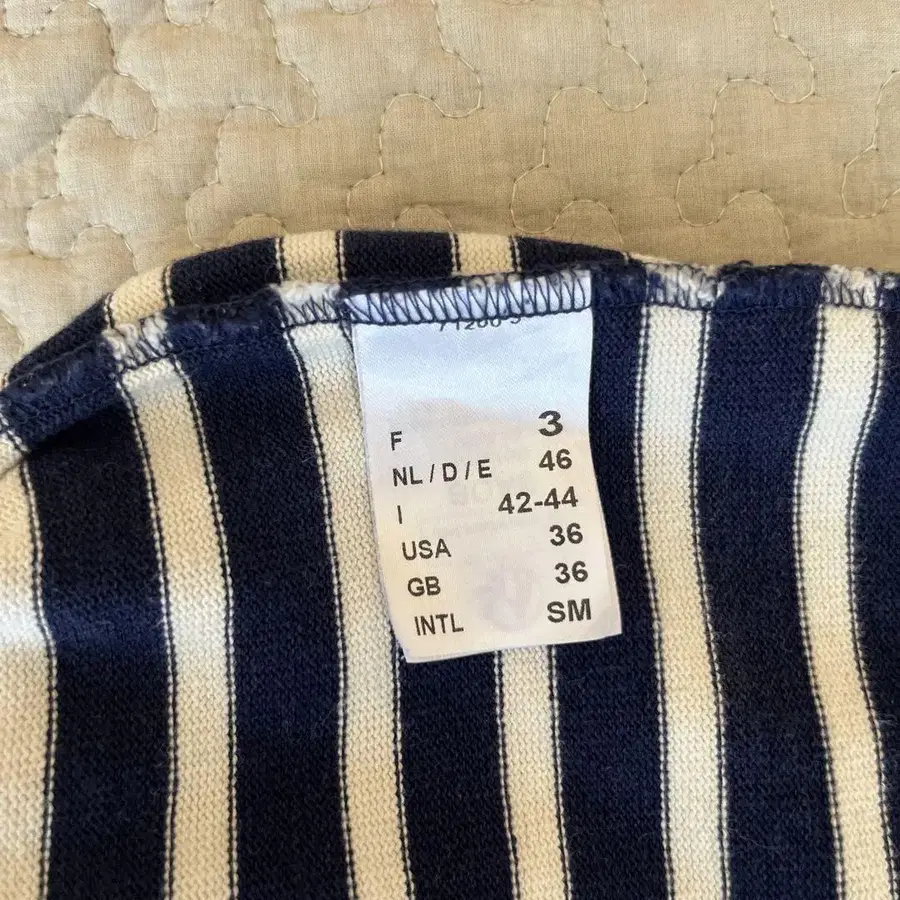 F 3
NL / D / E 46
I 42-44
USA 36
GB 36
INTL SM